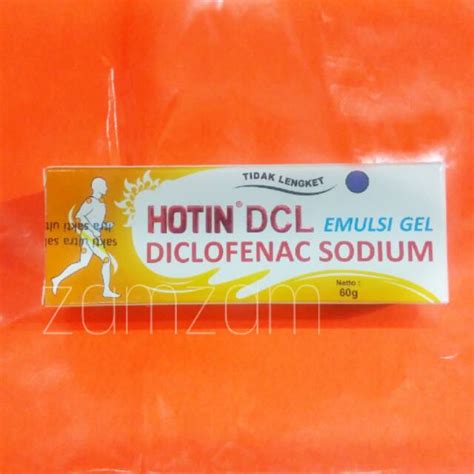 TIDAK LENGKET
HOTIN® DCL EMULSI GEL
DICLOFENAC SODIUM
Netto :
60g
zamzam